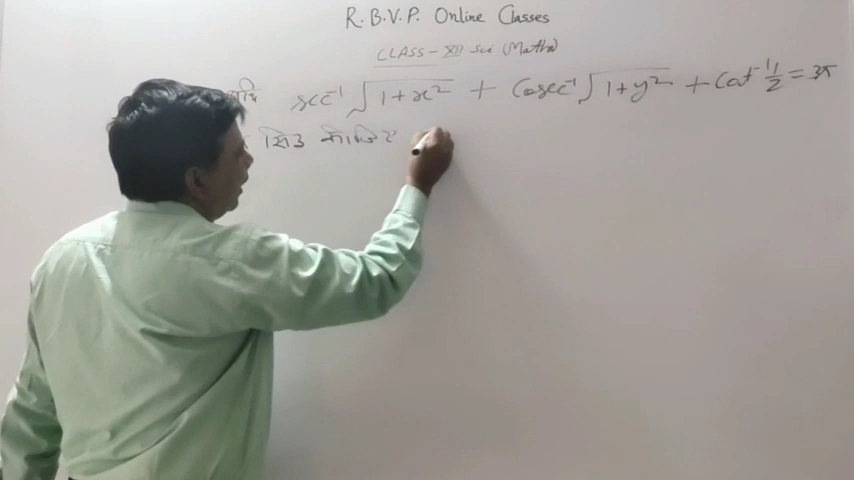 R.B.V.P. Online Classes
CLASS - XII Sci (Maths)
sec⁻¹ √1+x² + Cosec⁻¹ √1+y² + Cot⁻¹ 1/2 = 3π
सिद्ध कीजिए